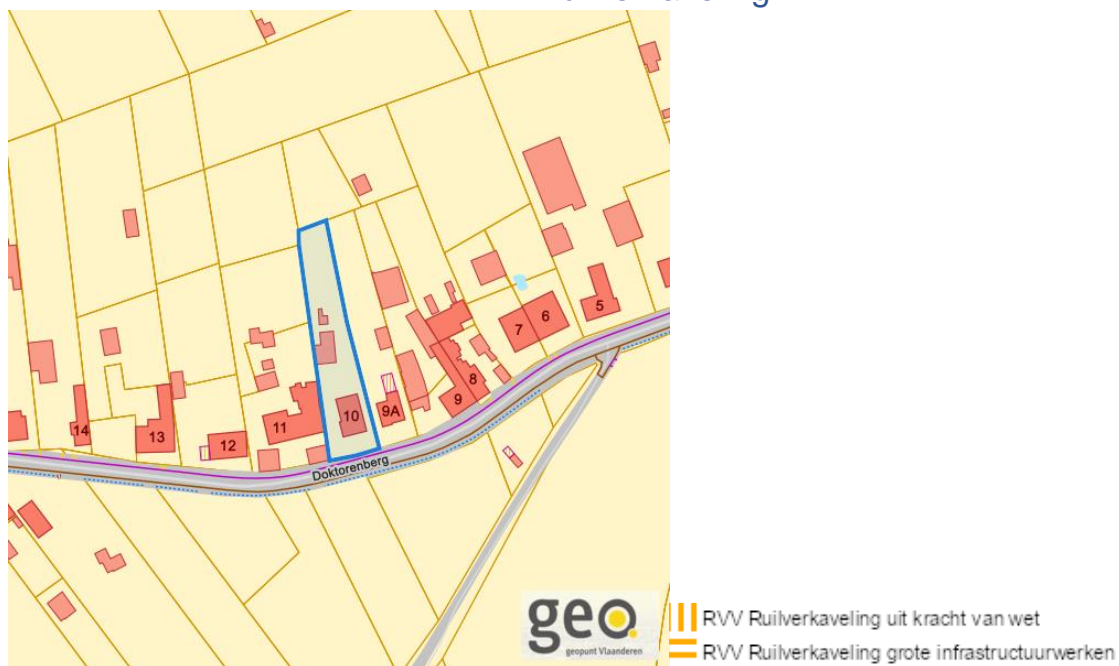 5
6
7
8
9
9A
10
11
12
13
14
Doktorenberg
geo
geopunt Vlaanderen
RVV Ruilverkaveling uit kracht van wet
RVV Ruilverkaveling grote infrastructuurwerken